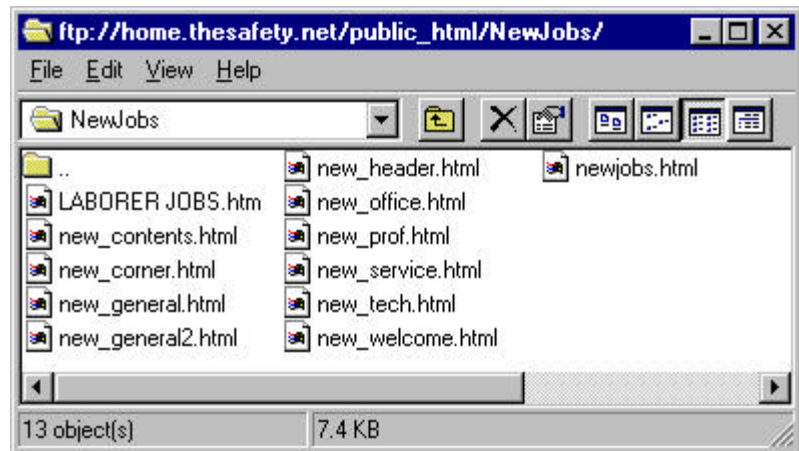 ftp://home.thesafety.net/public_html/NewJobs/
File Edit View Help
NewJobs
..
LABORER JOBS.htm
new_contents.html
new_corner.html
new_general.html
new_general2.html
new_header.html
new_office.html
new_prof.html
new_service.html
new_tech.html
new_welcome.html
newjobs.html
13 object(s)
7.4 KB